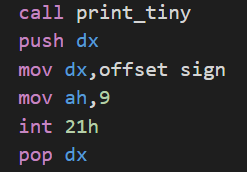 call print_tiny
push dx
mov dx,offset sign
mov ah,9
int 21h
pop dx